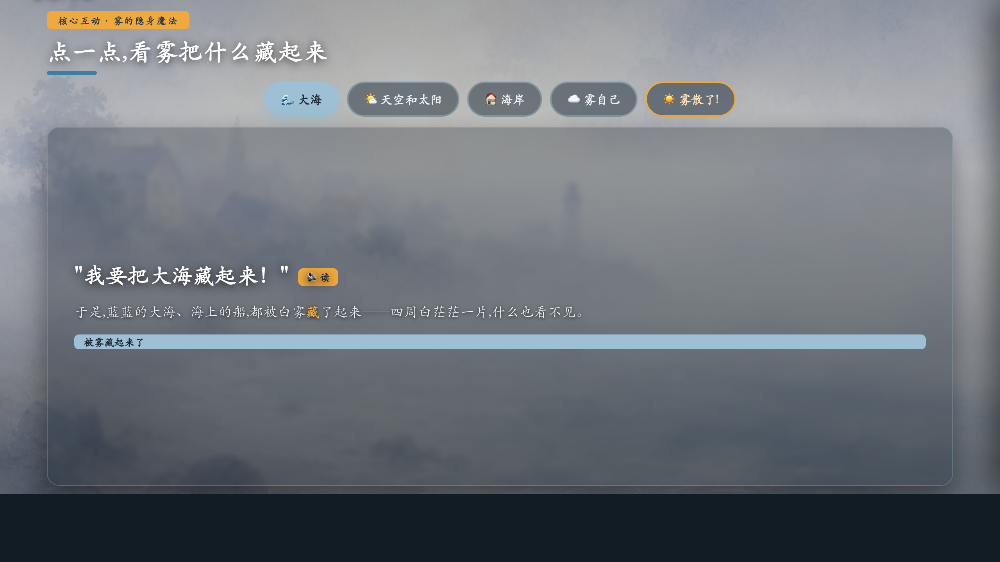 核心互动 · 雾的隐身魔法
点一点,看雾把什么藏起来
🌊 大海
🌤️ 天空和太阳
🏠 海岸
☁️ 雾自己
☀️ 雾散了!
"我要把大海藏起来！"
🔊 读
于是,蓝蓝的大海、海上的船,都被白雾藏了起来——四周白茫茫一片,什么也看不见。
被雾藏起来了